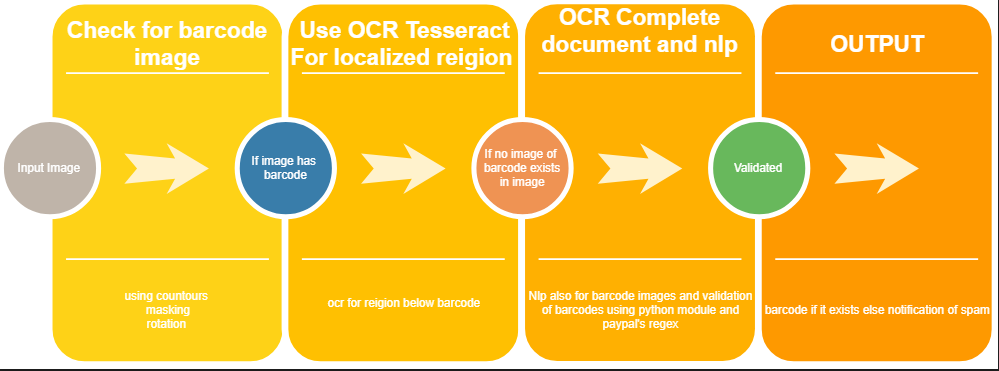 Check for barcode
image
Use OCR Tesseract
For localized reigion
OCR Complete
document and nlp
OUTPUT
Input Image
If image has
barcode
If no image of
barcode exists
in image
Validated
using countours
masking
rotation
ocr for reigion below barcode
Nlp also for barcode images and validation
of barcodes using python module and
paypal's regex
barcode if it exists else notification of spam